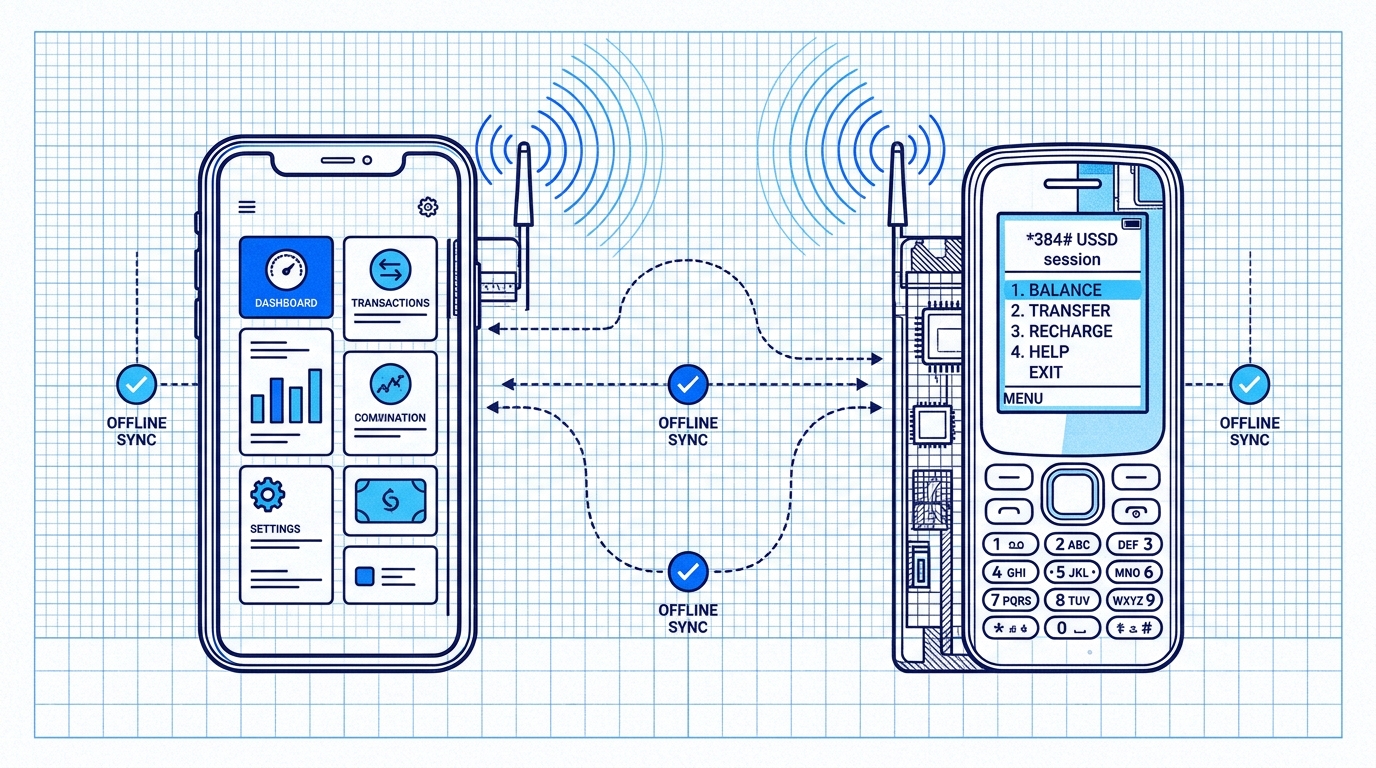 DASHBOARD
TRANSACTIONS
COMVINATION
SETTINGS
OFFLINE
SYNC
OFFLINE
SYNC
OFFLINE
SYNC
*384# USSD
session
1. BALANCE
2. TRANSFER
3. RECHARGE
4. HELP
EXIT
MENU
1
2 ABC
DEF 3
4 GHI
5 JKL
MNO 6
7 PQRS
8 TUV
WXYZ 9
*
0
#
OFFLINE
SYNC